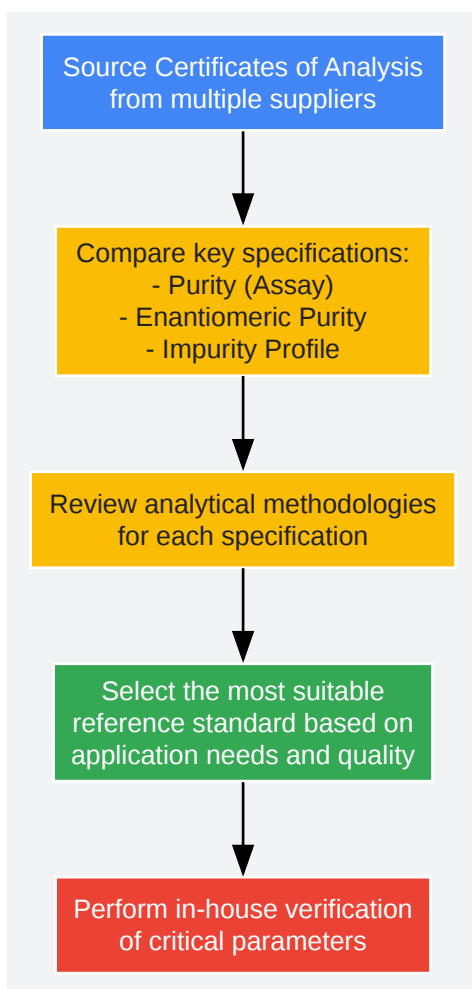 Source Certificates of Analysis
from multiple suppliers
Compare key specifications:
- Purity (Assay)
- Enantiomeric Purity
- Impurity Profile
Review analytical methodologies
for each specification
Select the most suitable
reference standard based on
application needs and quality
Perform in-house verification
of critical parameters